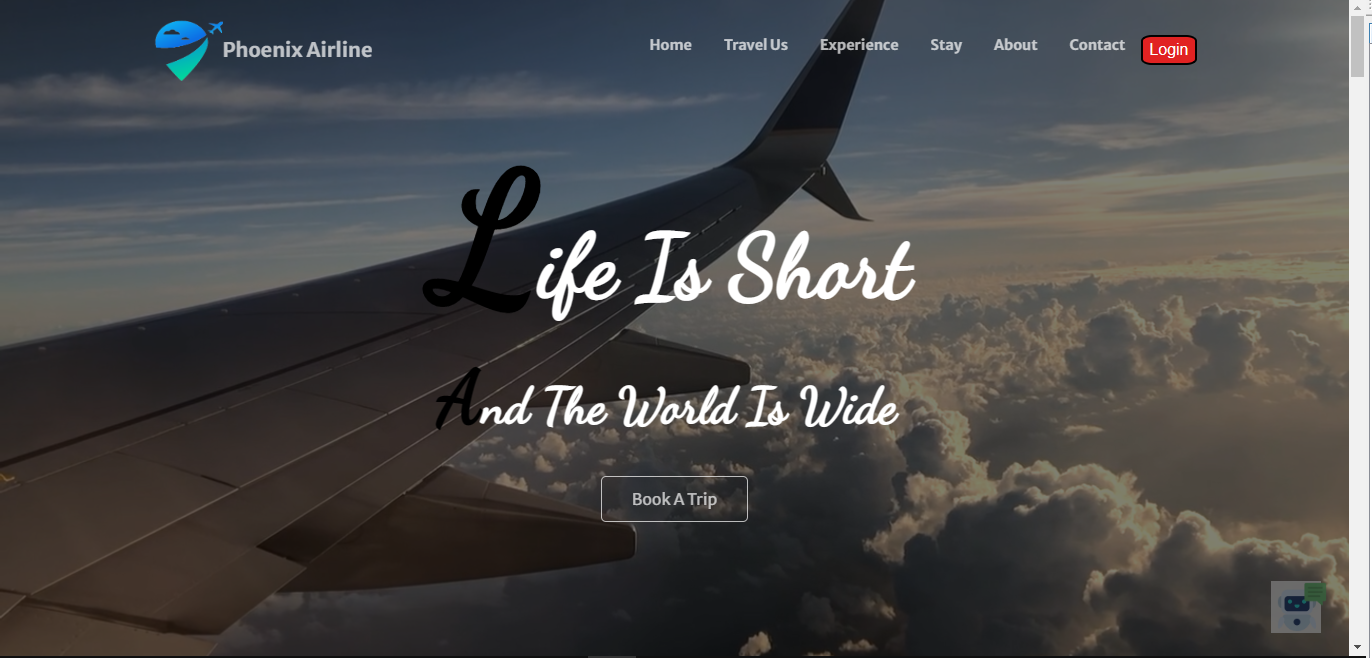 Phoenix Airline
Home Travel Us Experience Stay About Contact Login
Life Is Short
And The World Is Wide
Book A Trip